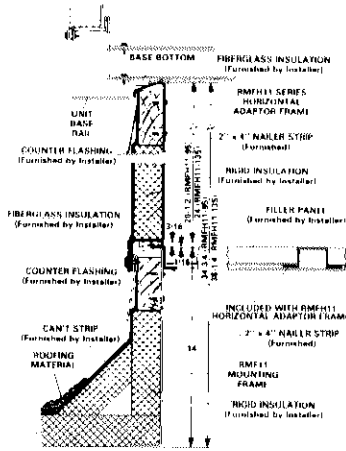 BASE BOTTOM
FIBERGLASS INSULATION
(Furnished by Installer)
UNIT
BASE
RAIL
RMFH11 SERIES
HORIZONTAL
ADAPTOR FRAME
COUNTER FLASHING
(Furnished by Installer)
2" x 4" NAILER STRIP
(Furnished)
RIGID INSULATION
(Furnished by Installer)
FIBERGLASS INSULATION
(Furnished by Installer)
FILLER PANEL
(Furnished by Installer)
3-16
COUNTER FLASHING
(Furnished by Installer)
INCLUDED WITH RMFH11
HORIZONTAL ADAPTOR FRAME
CANT STRIP
(Furnished by Installer)
2" x 4" NAILER STRIP
(Furnished)
ROOFING
MATERIAL
14
RMF11
MOUNTING
FRAME
RIGID INSULATION
(Furnished by Installer)